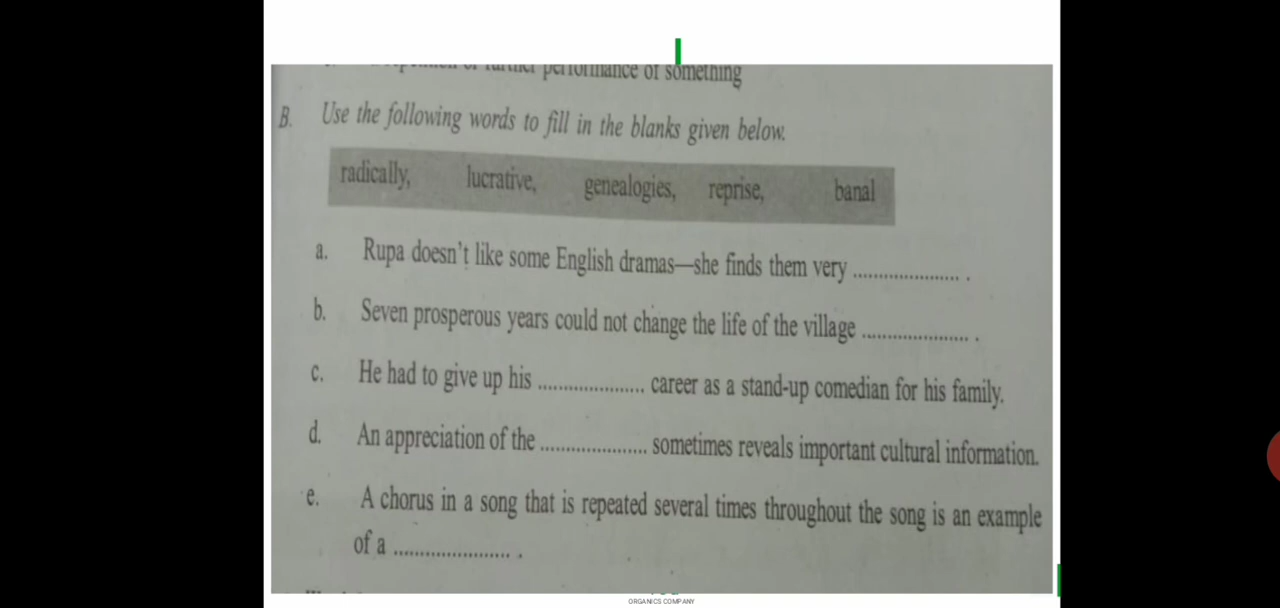 performance of something
B. Use the following words to fill in the blanks given below.
radically, lucrative, genealogies, reprise, banal
a. Rupa doesn't like some English dramas—she finds them very ..................... .
b. Seven prosperous years could not change the life of the village ..................... .
c. He had to give up his ..................... career as a stand-up comedian for his family.
d. An appreciation of the ..................... sometimes reveals important cultural information.
e. A chorus in a song that is repeated several times throughout the song is an example
of a ...................... .
ORGANICS COMPANY